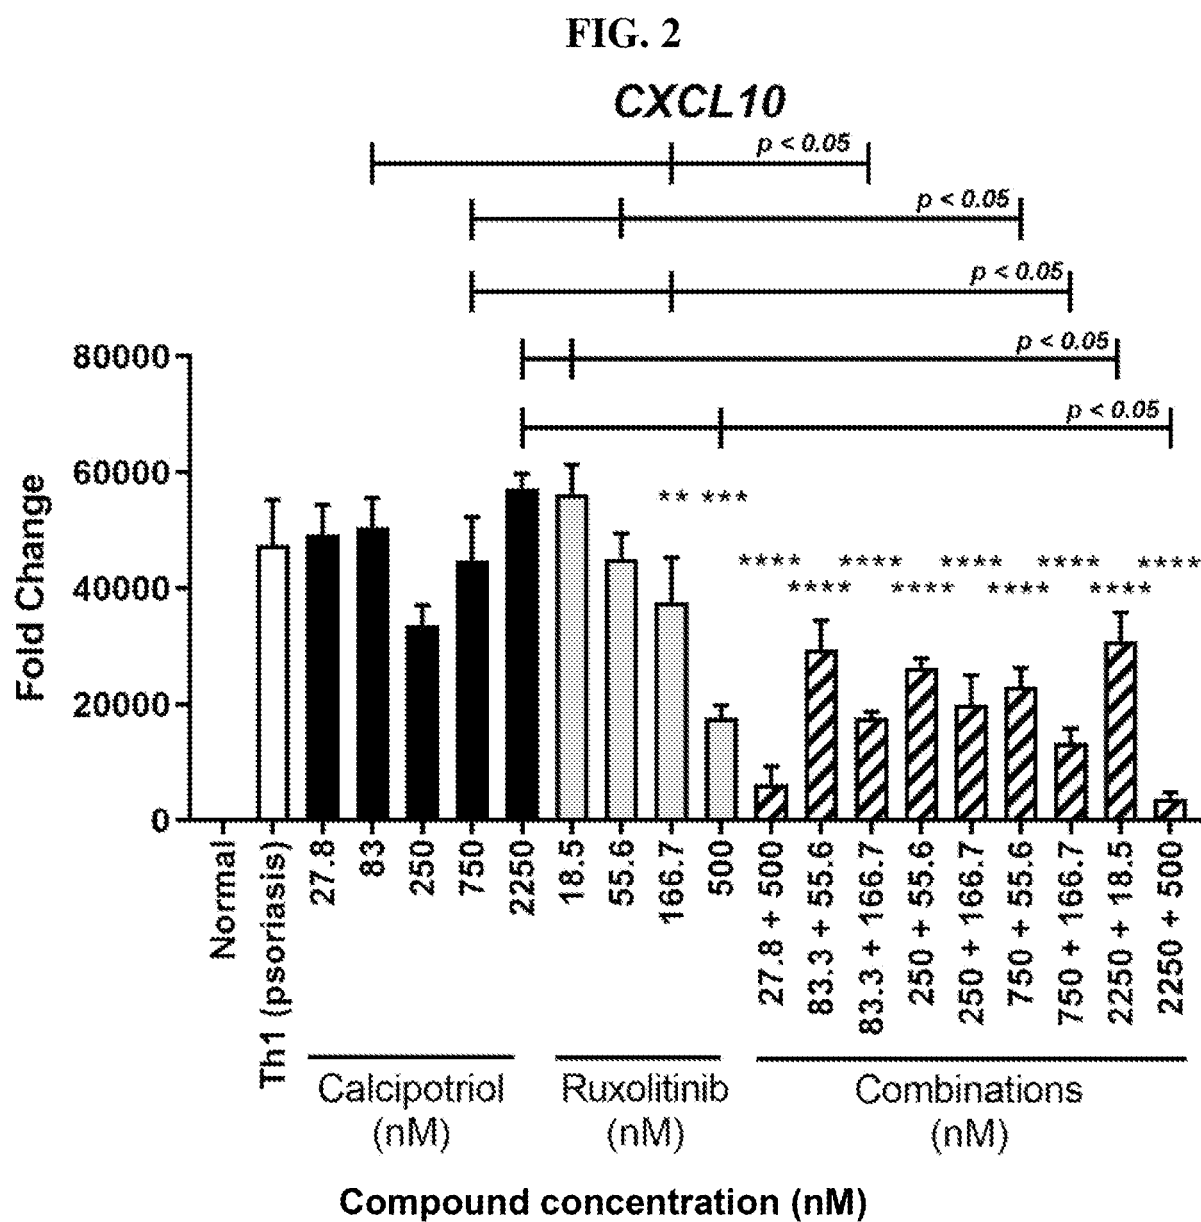 FIG. 2
CXCL10
p < 0.05
p < 0.05
p < 0.05
p < 0.05
p < 0.05
80000
60000
40000
20000
0
Fold Change
** ***
**** **** **** **** ****
**** **** **** ****
Normal
Th1 (psoriasis)
27.8
83
250
750
2250
18.5
55.6
166.7
500
27.8 + 500
83.3 + 55.6
83.3 + 166.7
250 + 55.6
250 + 166.7
750 + 55.6
750 + 166.7
2250 + 18.5
2250 + 500
Calcipotriol
(nM)
Ruxolitinib
(nM)
Combinations
(nM)
Compound concentration (nM)